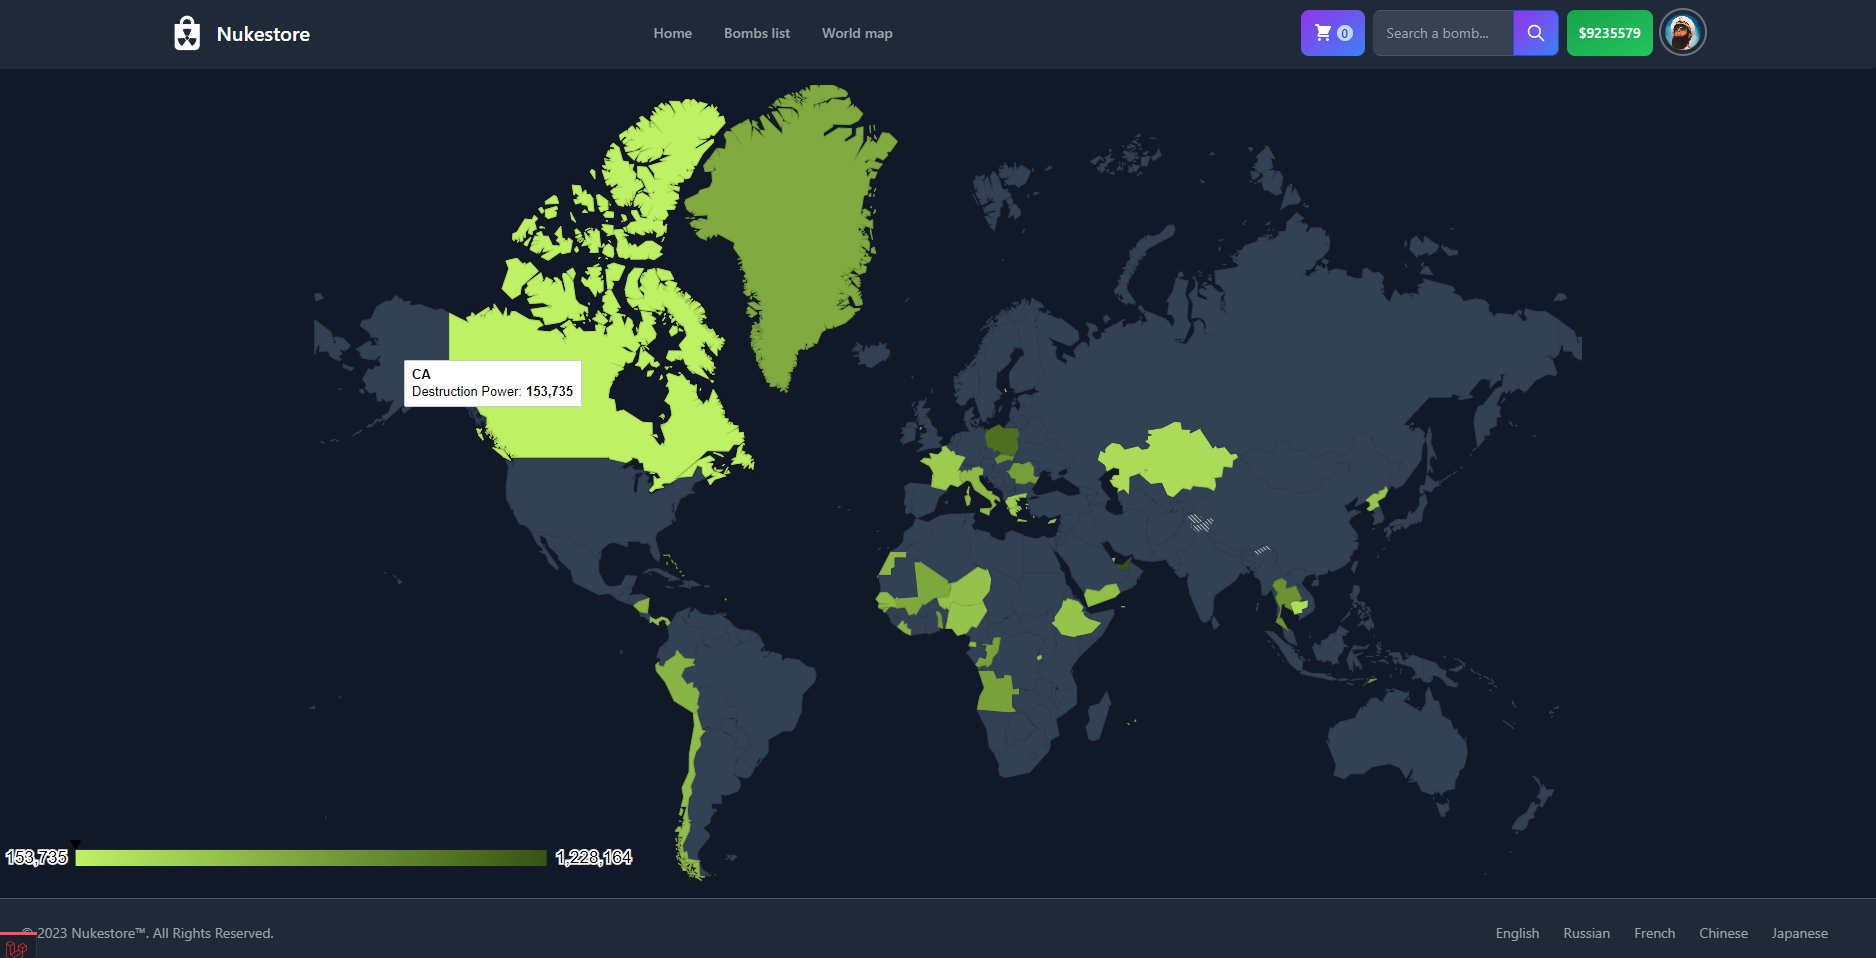 Nukestore
Home
Bombs list
World map
0
Search a bomb...
$9235579
CA
Destruction Power: 153,735
153,735
1,228,164
© 2023 Nukestore™. All Rights Reserved.
English
Russian
French
Chinese
Japanese